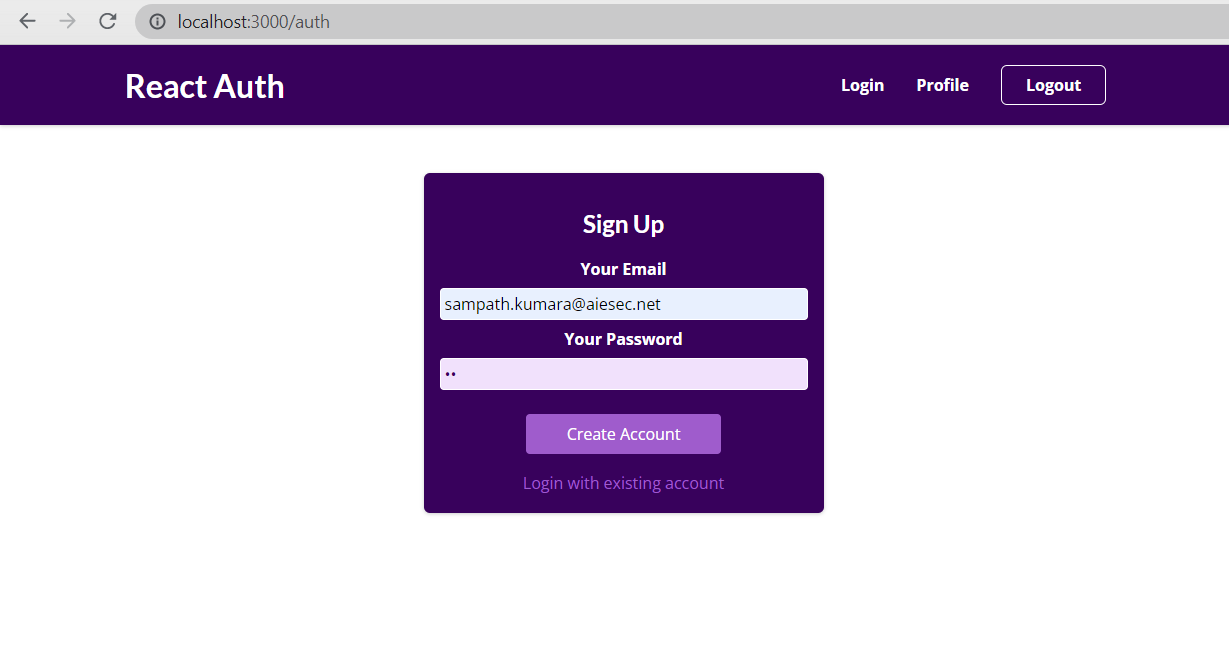 localhost:3000/auth
React Auth
Login Profile Logout
Sign Up
Your Email
sampath.kumara@aiesec.net
Your Password
••
Create Account
Login with existing account